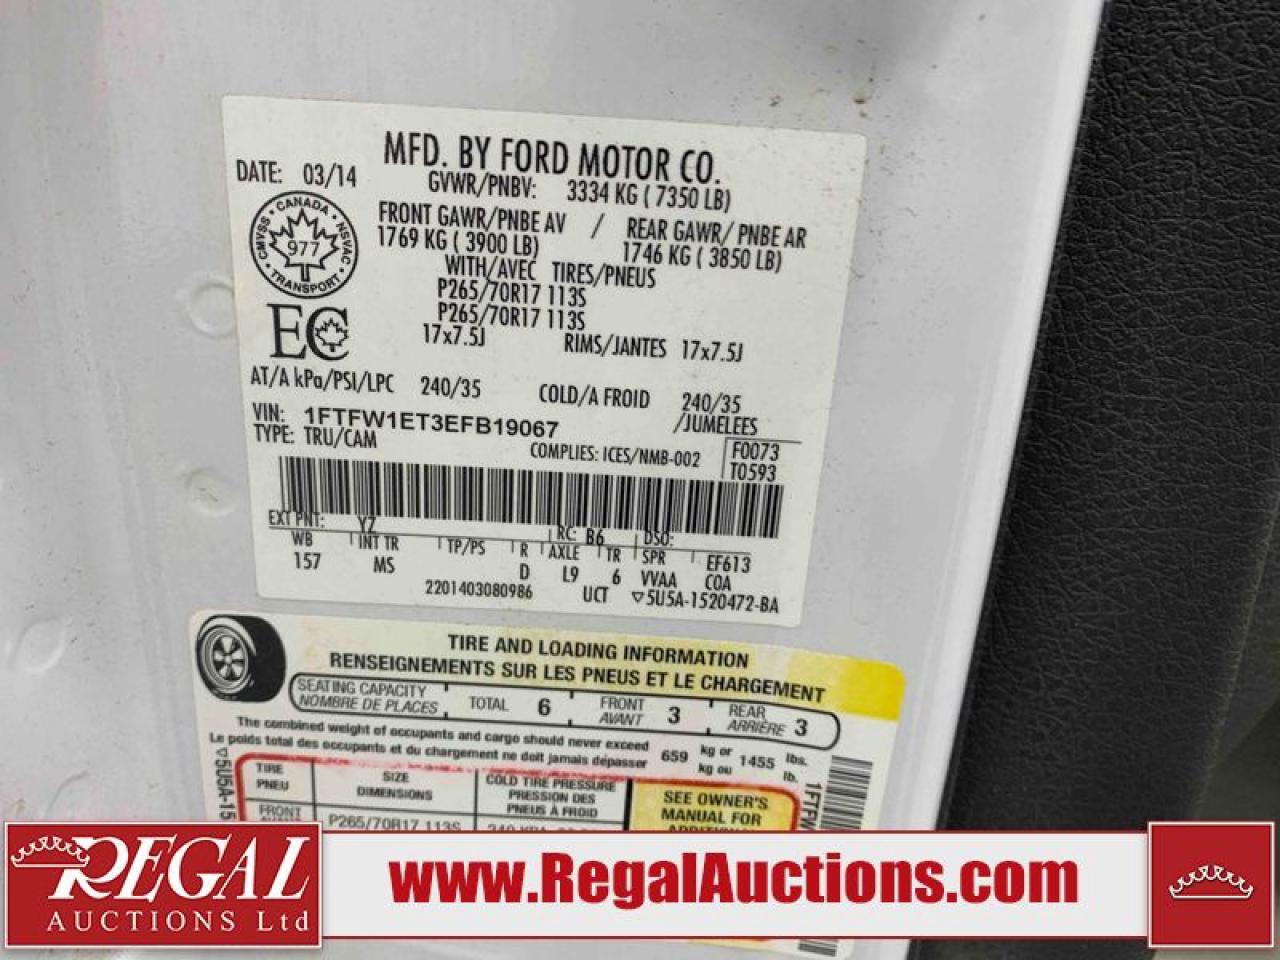 MFD. BY FORD MOTOR CO.
DATE: 03/14
GVWR/PNBV: 3334 KG ( 7350 LB)
FRONT GAWR/PNBE AV / REAR GAWR/ PNBE AR
1769 KG ( 3900 LB) 1746 KG ( 3850 LB)
WITH/AVEC TIRES/PNEUS
P265/70R17 113S
P265/70R17 113S
17x7.5J RIMS/JANTES 17x7.5J
CANADA
CMVSS NSVAC
977
TRANSPORT
EC
AT/A kPa/PSI/LPC 240/35 COLD/A FROID 240/35
/JUMELEES
VIN: 1FTFW1ET3EFB19067
TYPE: TRU/CAM
COMPLIES: ICES/NMB-002
F0073
T0593
EXT PNT: YZ RC: B6 DSO:
WB INT TR TP/PS R AXLE TR SPR EF613
157 MS D L9 6 VVAA COA
2201403080986 UCT ▽5U5A-1520472-BA
TIRE AND LOADING INFORMATION
RENSEIGNEMENTS SUR LES PNEUS ET LE CHARGEMENT
SEATING CAPACITY
NOMBRE DE PLACES
TOTAL 6
FRONT
AVANT 3
REAR
ARRIÈRE 3
The combined weight of occupants and cargo should never exceed
Le poids total des occupants et du chargement ne doit jamais dépasser
659 kg or 1455 lbs.
kg ou lb.
TIRE
PNEU
SIZE
DIMENSIONS
COLD TIRE PRESSURE
PRESSION DES
PNEUS À FROID
SEE OWNER'S
MANUAL FOR
FRONT
P265/70R17 113S
▽5U5A-15
1FTFW
REGAL
AUCTIONS Ltd
www.RegalAuctions.com